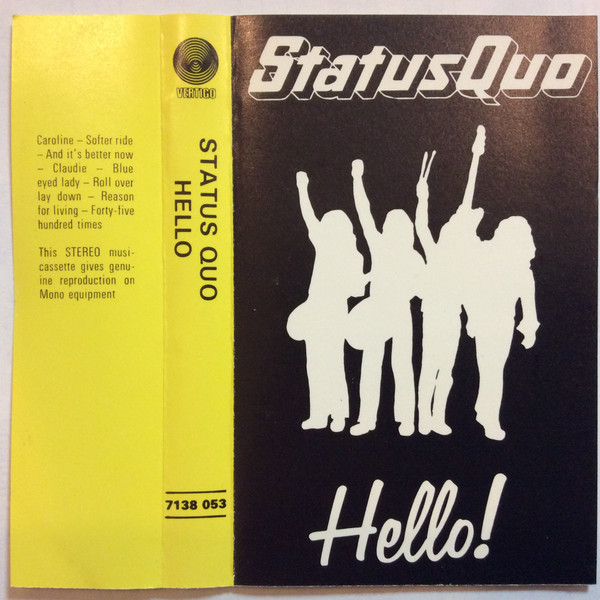 Caroline – Softer ride
– And it's better now
– Claudie – Blue
eyed lady – Roll over
lay down – Reason
for living – Forty-five
hundred times
This STEREO musi-
cassette gives genu-
ine reproduction on
Mono equipment
VERTIGO
STATUS QUO
HELLO
7138 053
StatusQuo
Hello!